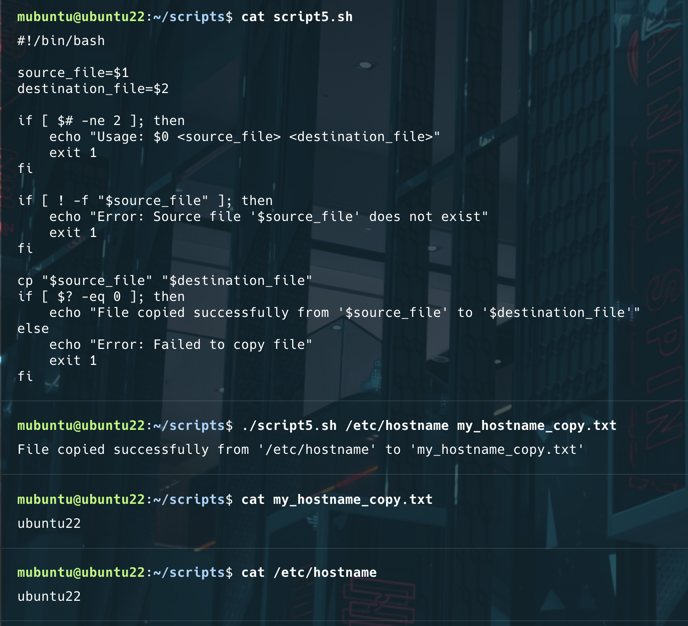 mubuntu@ubuntu22:~/scripts$ cat script5.sh
#!/bin/bash

source_file=$1
destination_file=$2

if [ $# -ne 2 ]; then
    echo "Usage: $0 <source_file> <destination_file>"
    exit 1
fi

if [ ! -f "$source_file" ]; then
    echo "Error: Source file '$source_file' does not exist"
    exit 1
fi

cp "$source_file" "$destination_file"
if [ $? -eq 0 ]; then
    echo "File copied successfully from '$source_file' to '$destination_file'"
else
    echo "Error: Failed to copy file"
    exit 1
fi
mubuntu@ubuntu22:~/scripts$ ./script5.sh /etc/hostname my_hostname_copy.txt
File copied successfully from '/etc/hostname' to 'my_hostname_copy.txt'
mubuntu@ubuntu22:~/scripts$ cat my_hostname_copy.txt
ubuntu22
mubuntu@ubuntu22:~/scripts$ cat /etc/hostname
ubuntu22